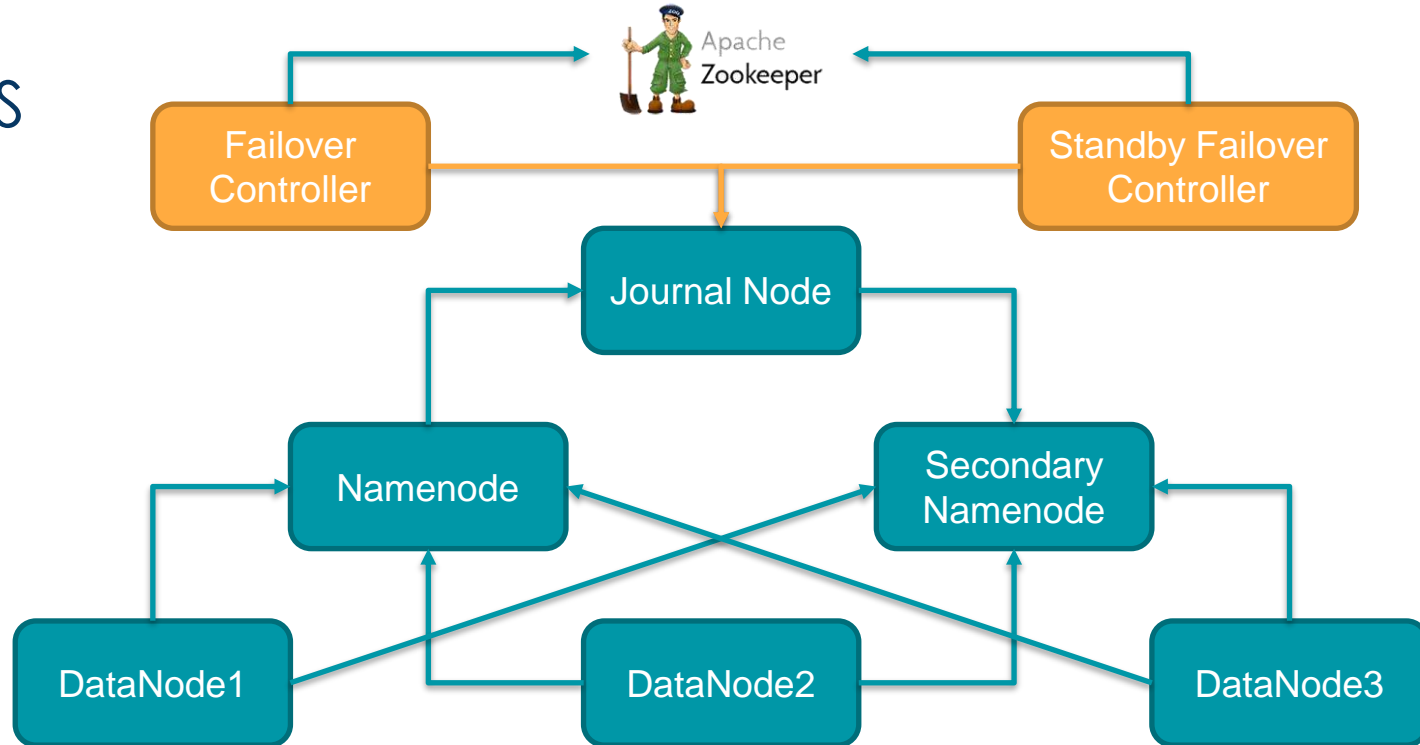 S
Apache
Zookeeper
Failover
Controller
Standby Failover
Controller
Journal Node
Namenode
Secondary
Namenode
DataNode1
DataNode2
DataNode3